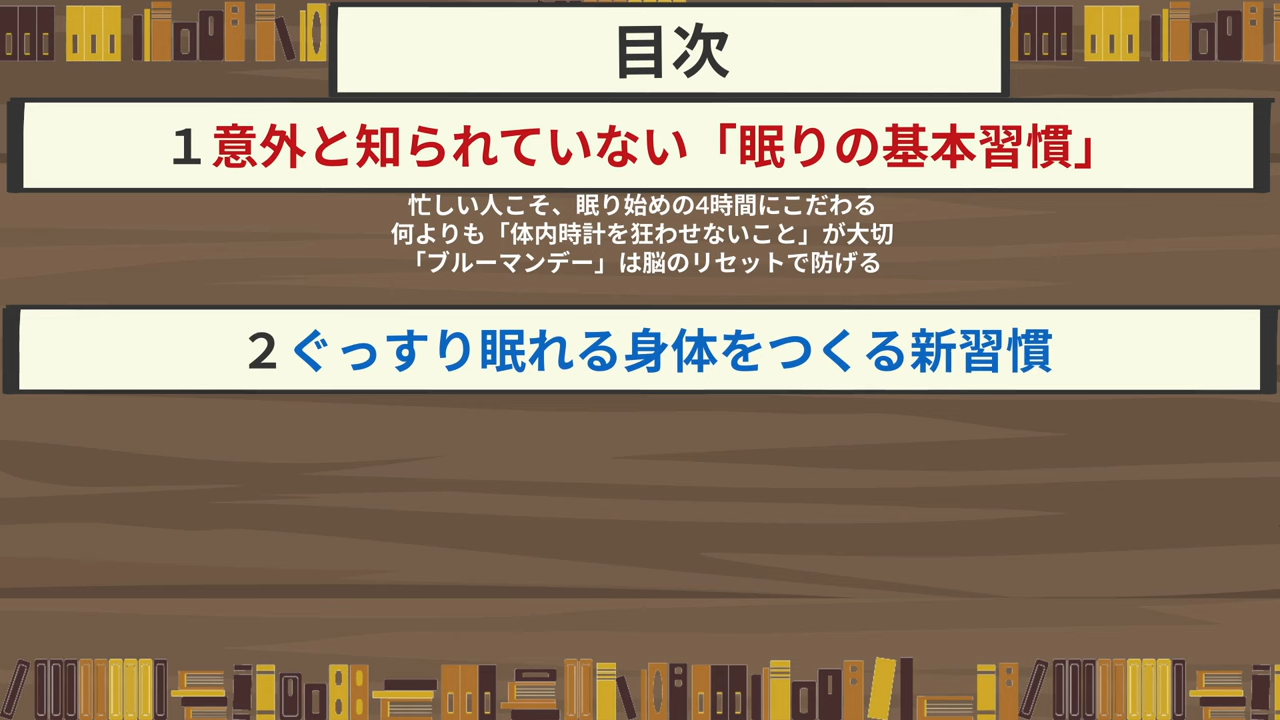 目次
１意外と知られていない「眠りの基本習慣」
忙しい人こそ、眠り始めの4時間にこだわる
何よりも「体内時計を狂わせないこと」が大切
「ブルーマンデー」は脳のリセットで防げる
２ぐっすり眠れる身体をつくる新習慣